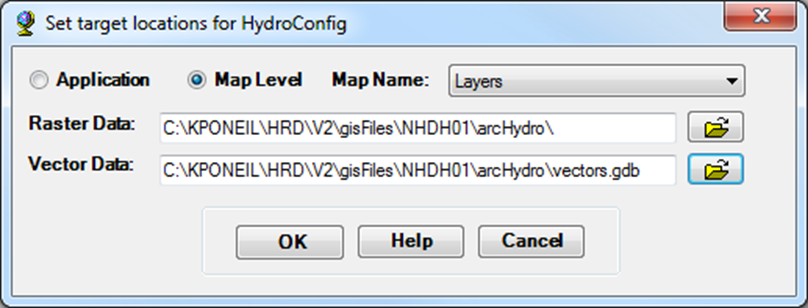 Set target locations for HydroConfig
Application Map Level Map Name: Layers
Raster Data: C:\KPONEIL\HRD\V2\gisFiles\NHDH01\arcHydro\
Vector Data: C:\KPONEIL\HRD\V2\gisFiles\NHDH01\arcHydro\vectors.gdb
OK Help Cancel